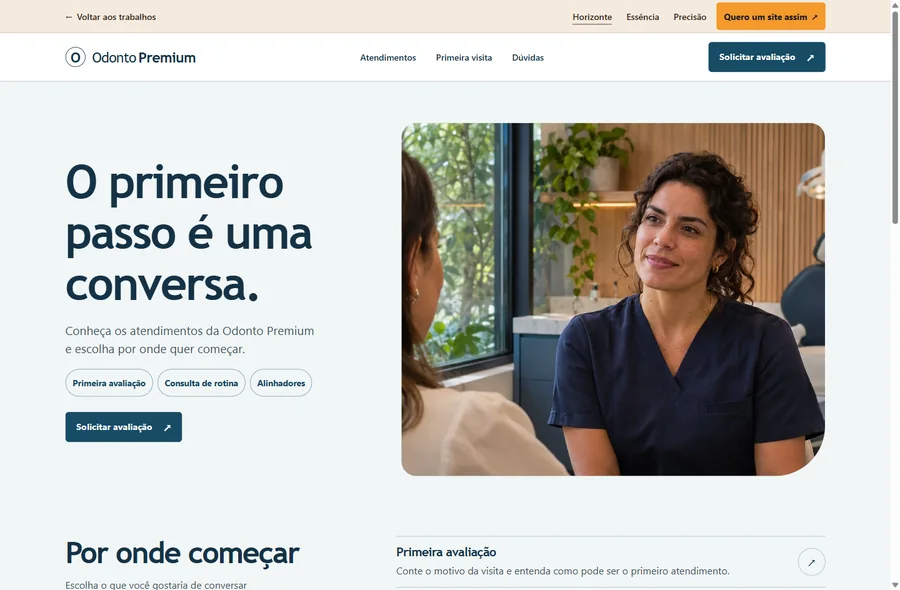 ← Voltar aos trabalhos
Horizonte
Essência
Precisão
Quero um site assim ↗
O Odonto Premium
Atendimentos
Primeira visita
Dúvidas
Solicitar avaliação ↗
O primeiro
passo é uma
conversa.
Conheça os atendimentos da Odonto Premium
e escolha por onde quer começar.
Primeira avaliação
Consulta de rotina
Alinhadores
Solicitar avaliação ↗
Por onde começar
Escolha o que você gostaria de conversar
Primeira avaliação
Conte o motivo da visita e entenda como pode ser o primeiro atendimento.
↗